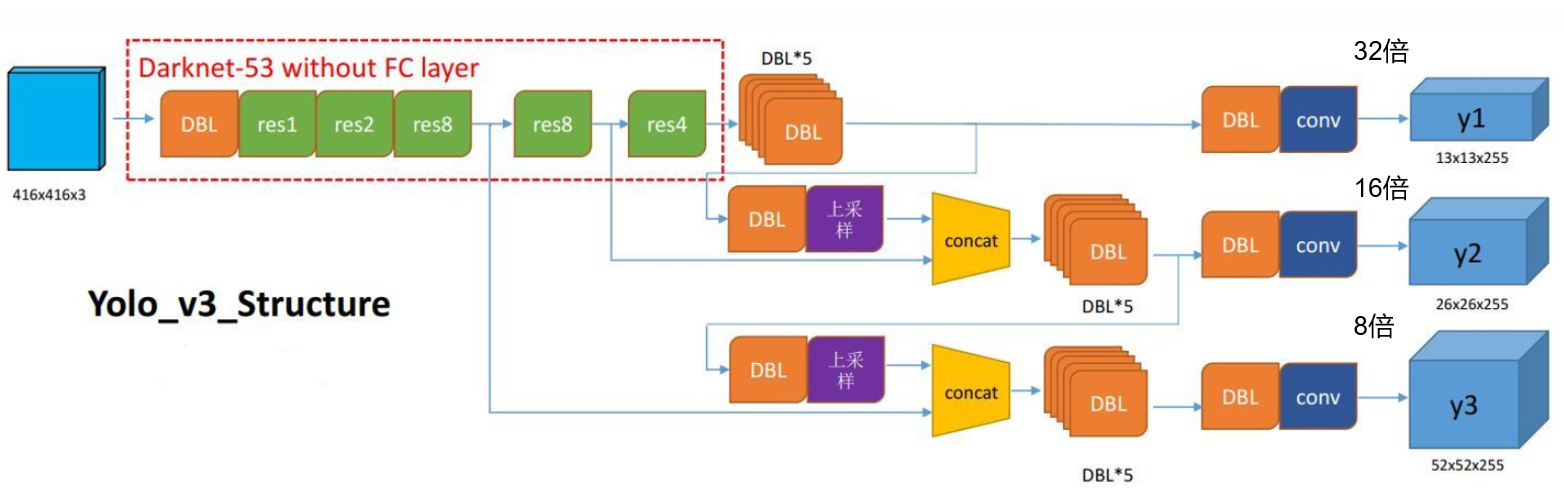 32倍
DBL*5
Darknet-53 without FC layer
DBL
res1
res2
res8
res8
res4
DBL
DBL
conv
y1
416x416x3
13x13x255
16倍
DBL
上采
样
concat
DBL
DBL
conv
y2
Yolo_v3_Structure
DBL*5
26x26x255
8倍
DBL
上采
样
concat
DBL
DBL
conv
y3
DBL*5
52x52x255